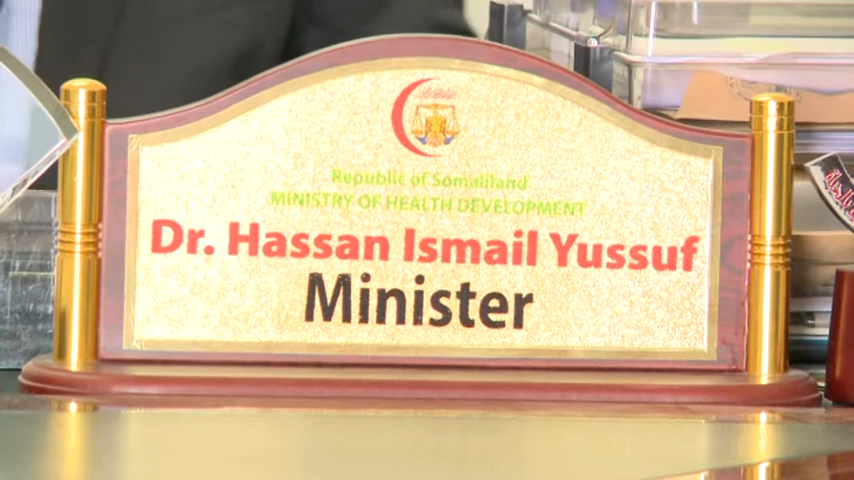 Republic of Somaliland
MINISTRY OF HEALTH DEVELOPMENT
Dr. Hassan Ismail Yussuf
Minister